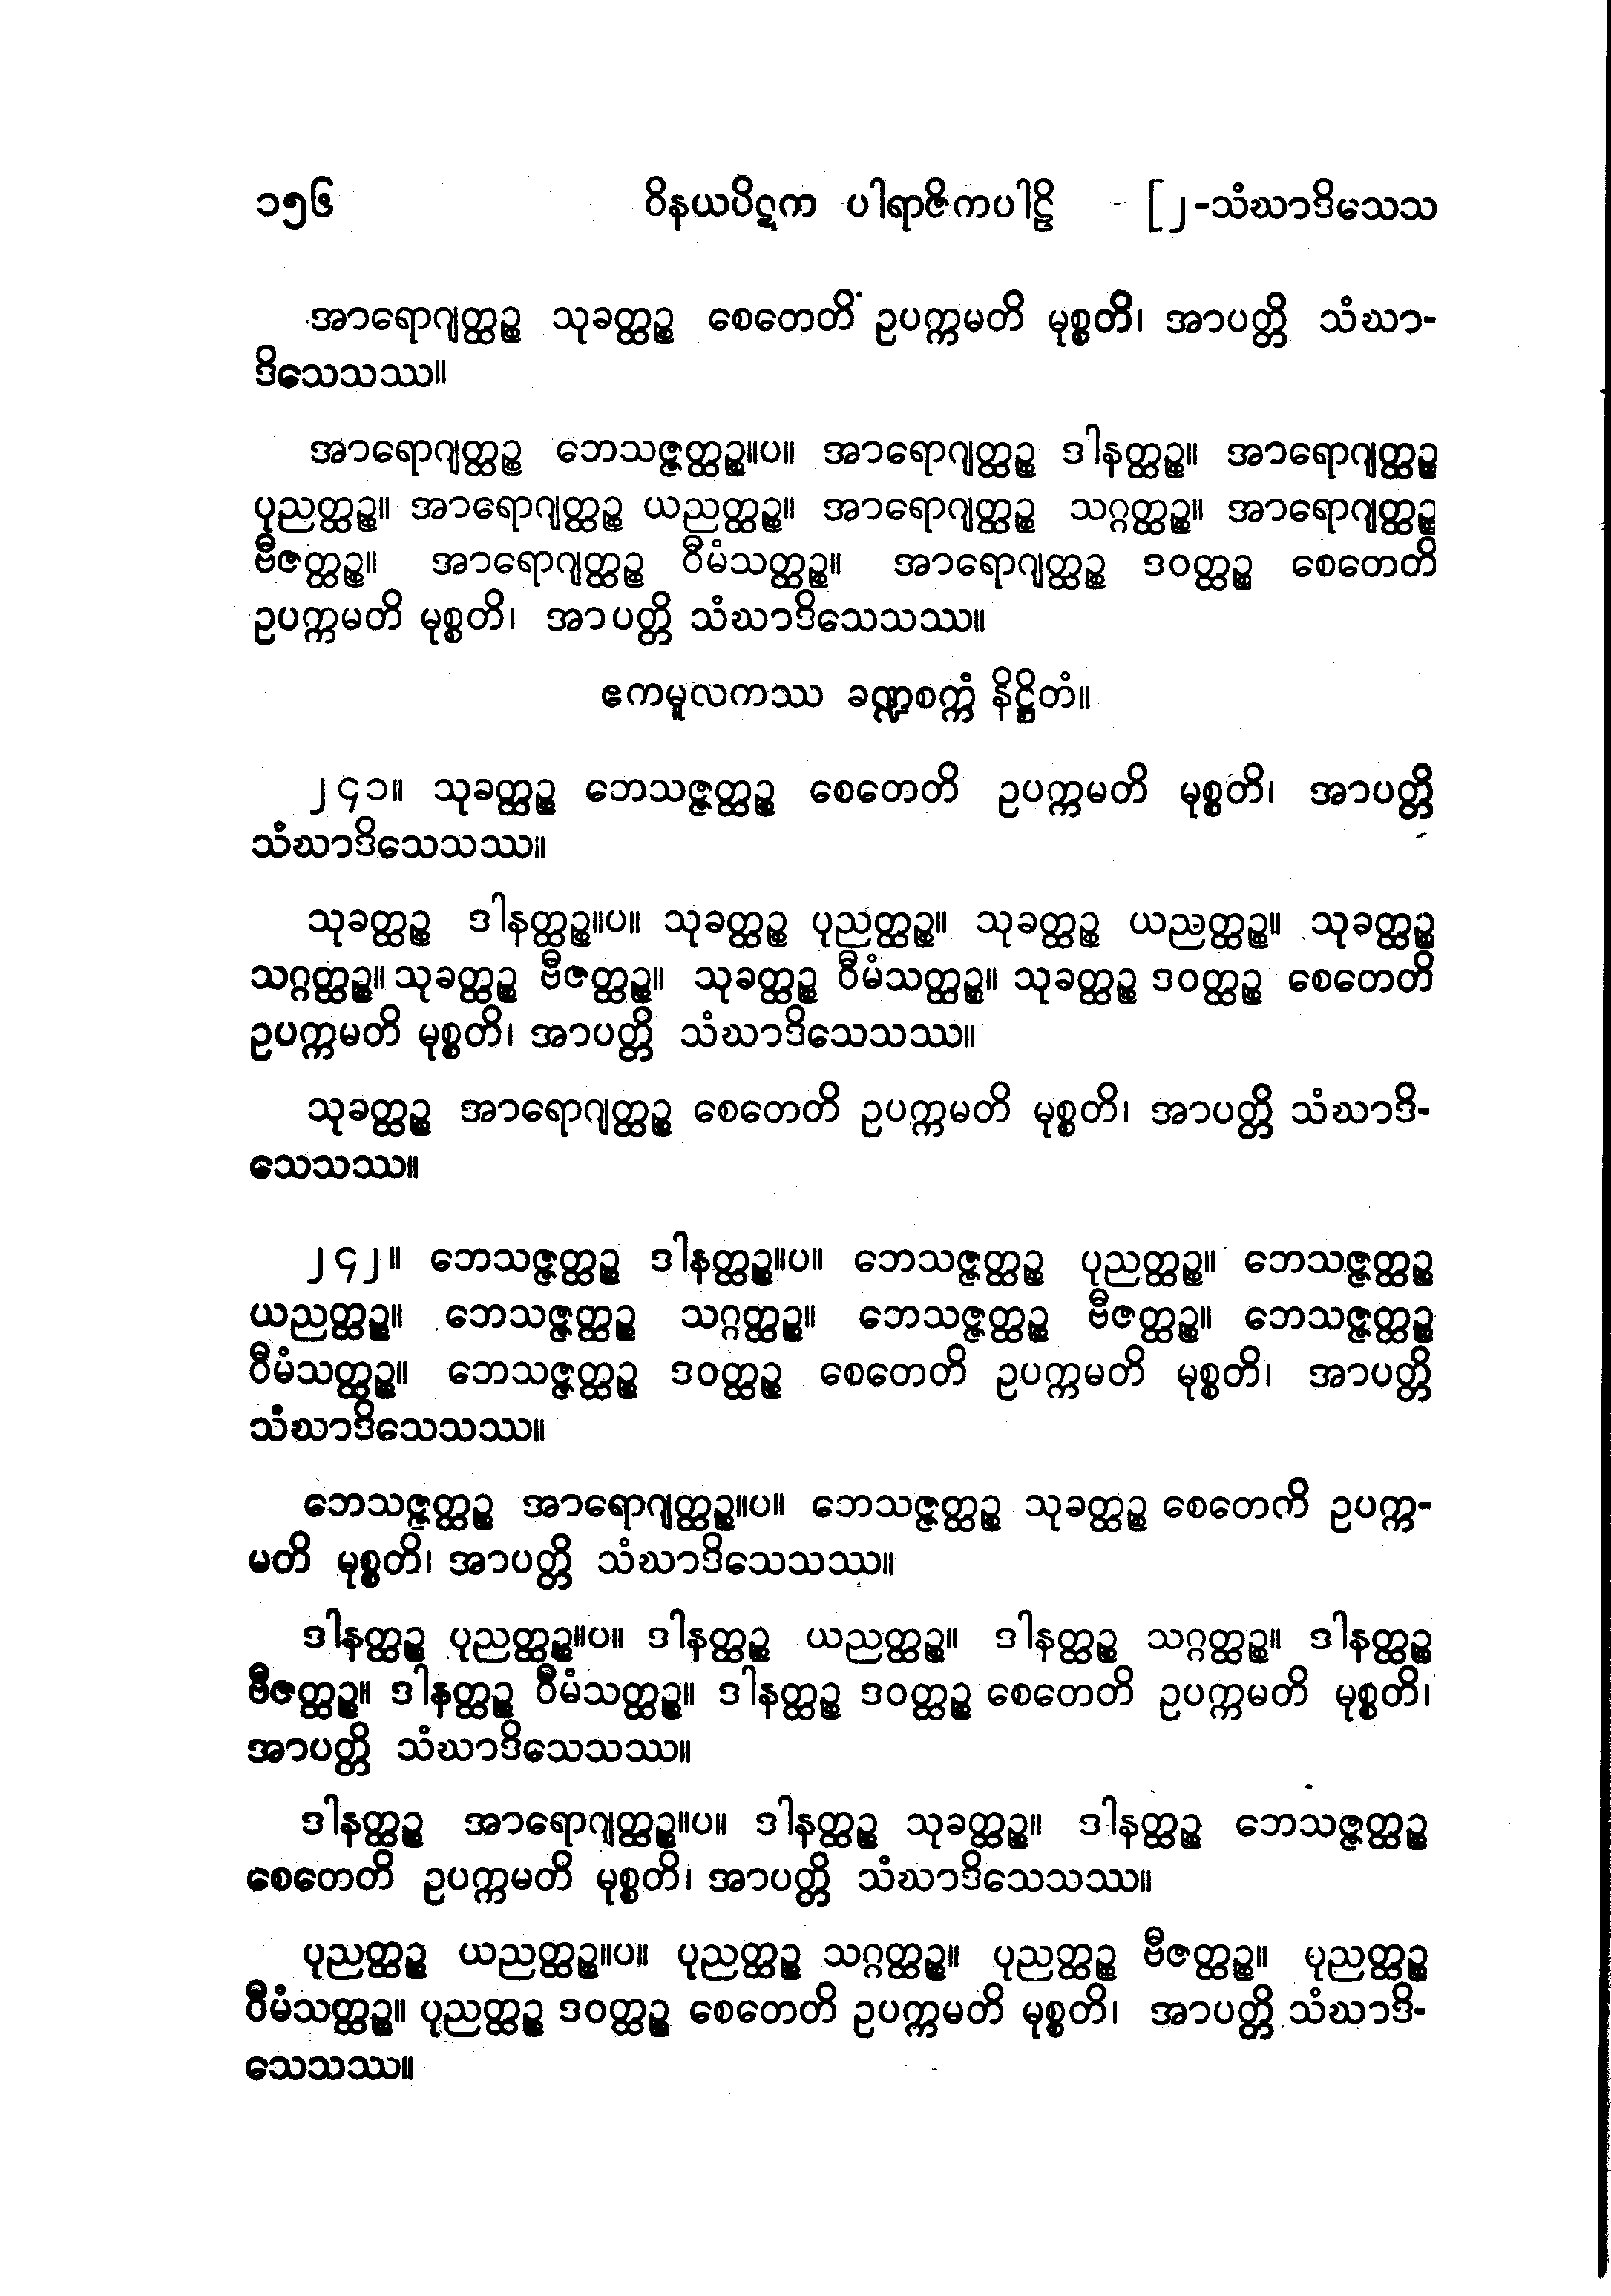 ၁၅၆ ဝိနယပိဋက ပါရာဇိကပါဠိ [၂-သံဃာဒိသေသ
အာရောဂျတ္ထဉ္စ သုခတ္ထဉ္စ စေတေတိ ဥပက္ကမတိ မုစ္စတိ၊ အာပတ္တိ သံဃာ-
ဒိသေသဿ။
အာရောဂျတ္ထဉ္စ ဘေသဇ္ဇတ္ထဉ္စ။ပ။ အာရောဂျတ္ထဉ္စ ဒါနတ္ထဉ္စ။ အာရောဂျတ္ထဉ္စ
ပုညတ္ထဉ္စ။ အာရောဂျတ္ထဉ္စ ယညတ္ထဉ္စ။ အာရောဂျတ္ထဉ္စ သဂ္ဂတ္ထဉ္စ။ အာရောဂျတ္ထဉ္စ
ဗီဇတ္ထဉ္စ။ အာရောဂျတ္ထဉ္စ ဝီမံသတ္ထဉ္စ။ အာရောဂျတ္ထဉ္စ ဒဝတ္ထဉ္စ စေတေတိ
ဥပက္ကမတိ မုစ္စတိ၊ အာပတ္တိ သံဃာဒိသေသဿ။
ဧကမူလကဿ ခဏ္ဍစက္ကံ နိဋ္ဌိတံ။
၂၄၁။ သုခတ္ထဉ္စ ဘေသဇ္ဇတ္ထဉ္စ စေတေတိ ဥပက္ကမတိ မုစ္စတိ၊ အာပတ္တိ
သံဃာဒိသေသဿ။
သုခတ္ထဉ္စ ဒါနတ္ထဉ္စ။ပ။ သုခတ္ထဉ္စ ပုညတ္ထဉ္စ။ သုခတ္ထဉ္စ ယညတ္ထဉ္စ။ သုခတ္ထဉ္စ
သဂ္ဂတ္ထဉ္စ။ သုခတ္ထဉ္စ ဗီဇတ္ထဉ္စ။ သုခတ္ထဉ္စ ဝီမံသတ္ထဉ္စ။ သုခတ္ထဉ္စ ဒဝတ္ထဉ္စ စေတေတိ
ဥပက္ကမတိ မုစ္စတိ၊ အာပတ္တိ သံဃာဒိသေသဿ။
သုခတ္ထဉ္စ အာရောဂျတ္ထဉ္စ စေတေတိ ဥပက္ကမတိ မုစ္စတိ၊ အာပတ္တိ သံဃာဒိ-
သေသဿ။
၂၄၂။ ဘေသဇ္ဇတ္ထဉ္စ ဒါနတ္ထဉ္စ။ပ။ ဘေသဇ္ဇတ္ထဉ္စ ပုညတ္ထဉ္စ။ ဘေသဇ္ဇတ္ထဉ္စ
ယညတ္ထဉ္စ။ ဘေသဇ္ဇတ္ထဉ္စ သဂ္ဂတ္ထဉ္စ။ ဘေသဇ္ဇတ္ထဉ္စ ဗီဇတ္ထဉ္စ။ ဘေသဇ္ဇတ္ထဉ္စ
ဝီမံသတ္ထဉ္စ။ ဘေသဇ္ဇတ္ထဉ္စ ဒဝတ္ထဉ္စ စေတေတိ ဥပက္ကမတိ မုစ္စတိ၊ အာပတ္တိ
သံဃာဒိသေသဿ။
ဘေသဇ္ဇတ္ထဉ္စ အာရောဂျတ္ထဉ္စ။ပ။ ဘေသဇ္ဇတ္ထဉ္စ သုခတ္ထဉ္စ စေတေကိ ဥပက္က-
မတိ မုစ္စတိ၊ အာပတ္တိ သံဃာဒိသေသဿ။
ဒါနတ္ထဉ္စ ပုညတ္ထဉ္စ။ပ။ ဒါနတ္ထဉ္စ ယညတ္ထဉ္စ။ ဒါနတ္ထဉ္စ သဂ္ဂတ္ထဉ္စ။ ဒါနတ္ထဉ္စ
ဗီဇတ္ထဉ္စ။ ဒါနတ္ထဉ္စ ဝီမံသတ္ထဉ္စ။ ဒါနတ္ထဉ္စ ဒဝတ္ထဉ္စ စေတေတိ ဥပက္ကမတိ မုစ္စတိ၊
အာပတ္တိ သံဃာဒိသေသဿ။
ဒါနတ္ထဉ္စ အာရောဂျတ္ထဉ္စ။ပ။ ဒါနတ္ထဉ္စ သုခတ္ထဉ္စ။ ဒါနတ္ထဉ္စ ဘေသဇ္ဇတ္ထဉ္စ
စေတေတိ ဥပက္ကမတိ မုစ္စတိ၊ အာပတ္တိ သံဃာဒိသေသဿ။
ပုညတ္ထဉ္စ ယညတ္ထဉ္စ။ပ။ ပုညတ္ထဉ္စ သဂ္ဂတ္ထဉ္စ။ ပုညတ္ထဉ္စ ဗီဇတ္ထဉ္စ။ ပုညတ္ထဉ္စ
ဝီမံသတ္ထဉ္စ။ ပုညတ္ထဉ္စ ဒဝတ္ထဉ္စ စေတေတိ ဥပက္ကမတိ မုစ္စတိ၊ အာပတ္တိ သံဃာဒိ-
သေသဿ။